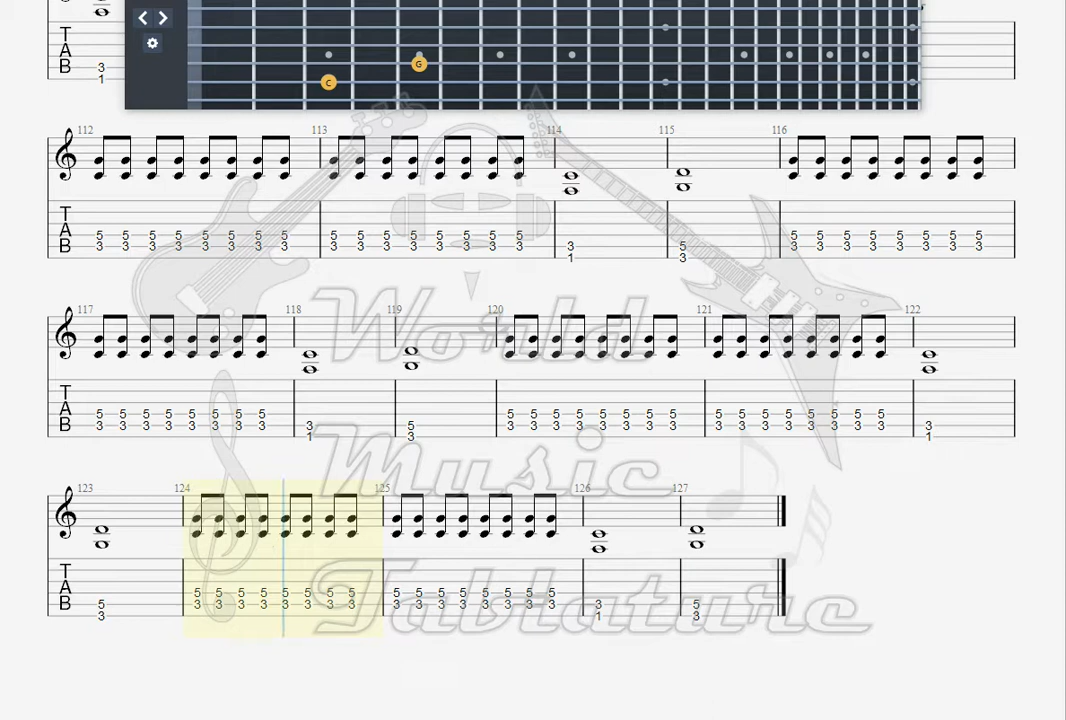 T
A
B 3
1
G
C
112 113 114 115 116
T
A 5 5 5 5 5 5 5 5 5 5 5 5 5 5 5 5 5 5 5 5 5 5 5 5
B 3 3 3 3 3 3 3 3 3 3 3 3 3 3 3 3 3 5 3 3 3 3 3 3 3 3
1 3
117 118 119 120 121 122
World
T
A 5 5 5 5 5 5 5 5 5 5 5 5 5 5 5 5 5 5 5 5 5 5 5 5
B 3 3 3 3 3 3 3 3 3 5 3 3 3 3 3 3 3 3 3 3 3 3 3 3 3 3 3
1 3 1
Music
123 124 125 126 127
T
A 5 5 5 5 5 5 5 5 5 5 5 5 5 5 5 5
B 5 3 3 3 3 3 3 3 3 3 3 3 3 3 3 3 3 3 5
3 1 3
Tablature